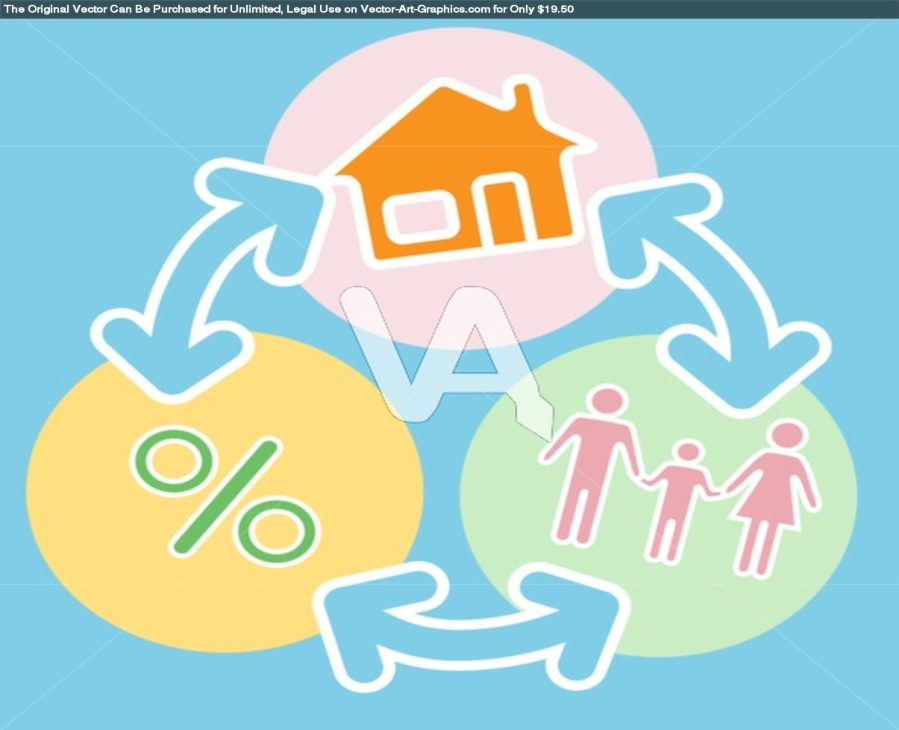 The Original Vector Can Be Purchased for Unlimited, Legal Use on Vector-Art-Graphics.com for Only $19.50
VA
%